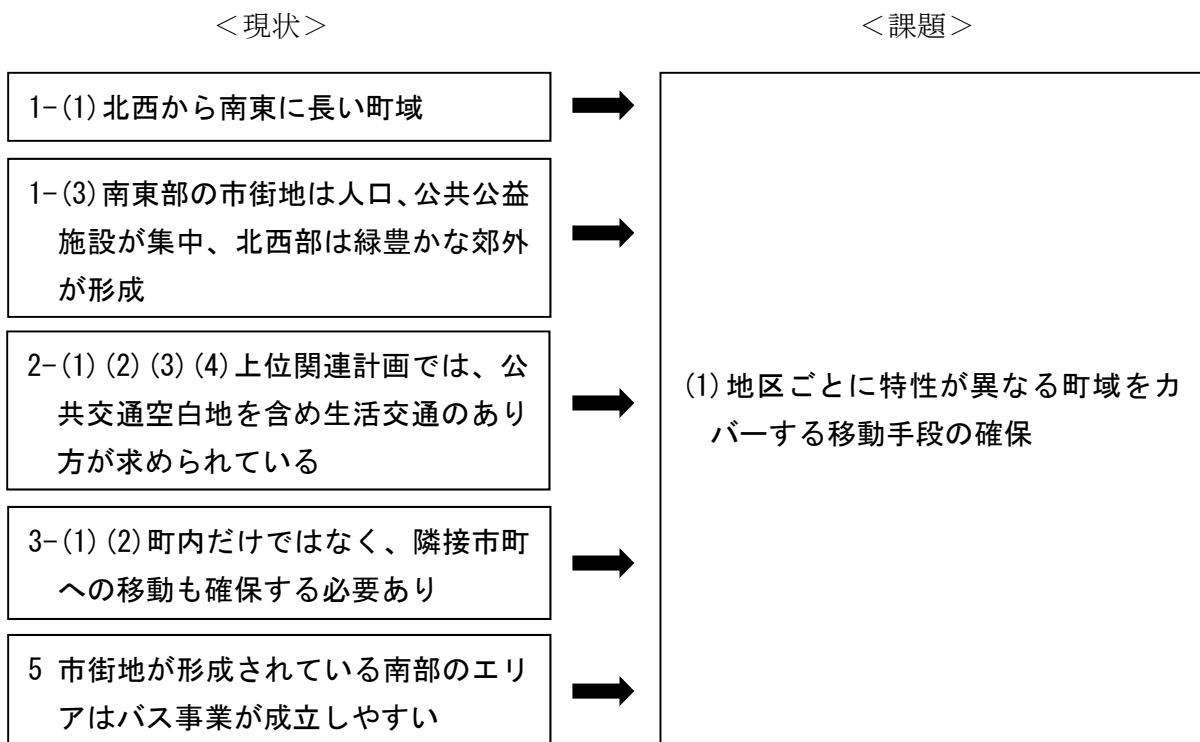 ＜現状＞
＜課題＞
1-(1)北西から南東に長い町域
1-(3)南東部の市街地は人口、公共公益
施設が集中、北西部は緑豊かな郊外
が形成
2-(1)(2)(3)(4)上位関連計画では、公
共交通空白地を含め生活交通のあり
方が求められている
3-(1)(2)町内だけではなく、隣接市町
への移動も確保する必要あり
5 市街地が形成されている南部のエリ
アはバス事業が成立しやすい
(1)地区ごとに特性が異なる町域をカ
バーする移動手段の確保